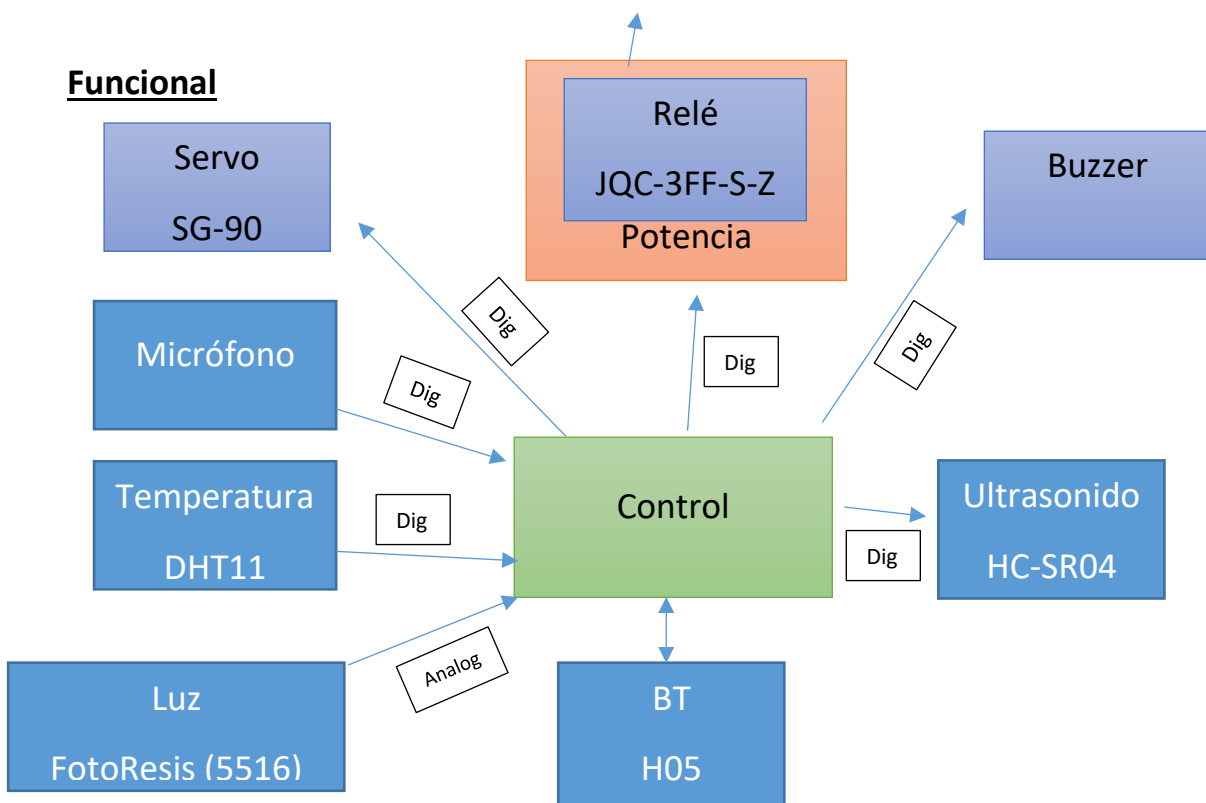 Funcional
Relé
JQC-3FF-S-Z
Potencia
Servo
SG-90
Buzzer
Dig
Dig
Dig
Micrófono
Dig
Control
Temperatura
DHT11
Dig
Ultrasonido
HC-SR04
Dig
Analog
Luz
FotoResis (5516)
BT
H05